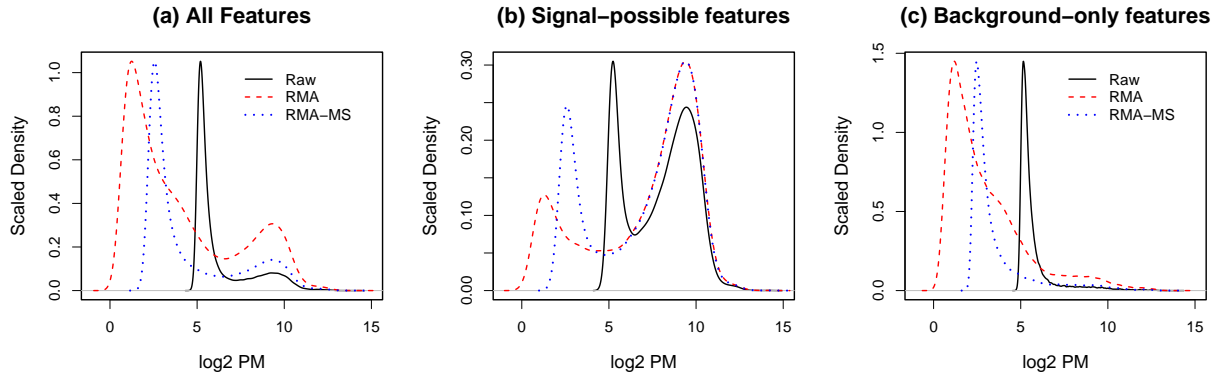 (a) All Features
Scaled Density
0.0 0.2 0.4 0.6 0.8 1.0
Raw
RMA
RMA−MS
0 5 10 15
log2 PM
(b) Signal−possible features
Scaled Density
0.00 0.10 0.20 0.30
0 5 10 15
log2 PM
(c) Background−only features
Scaled Density
0.0 0.5 1.0 1.5
Raw
RMA
RMA−MS
0 5 10 15
log2 PM